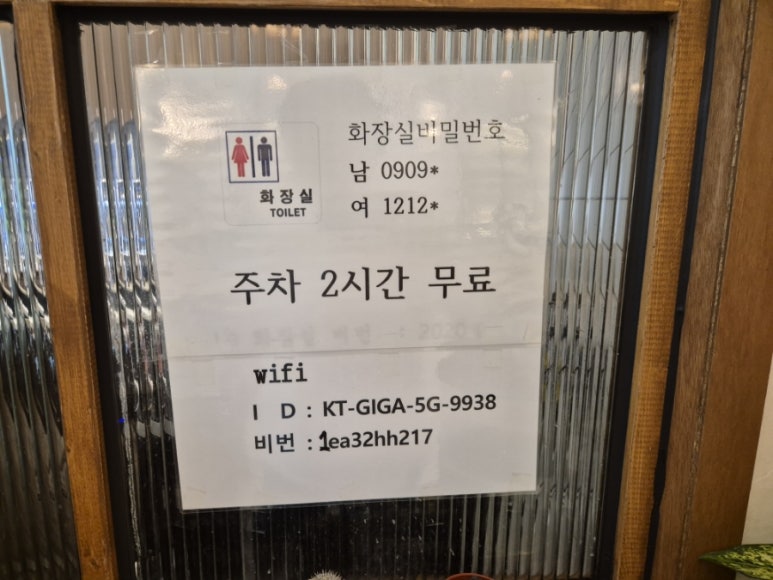 화장실비밀번호
남 0909*
여 1212*
화장실
TOILET
주차 2시간 무료
wifi
I D : KT-GIGA-5G-9938
비번 : 1ea32hh217